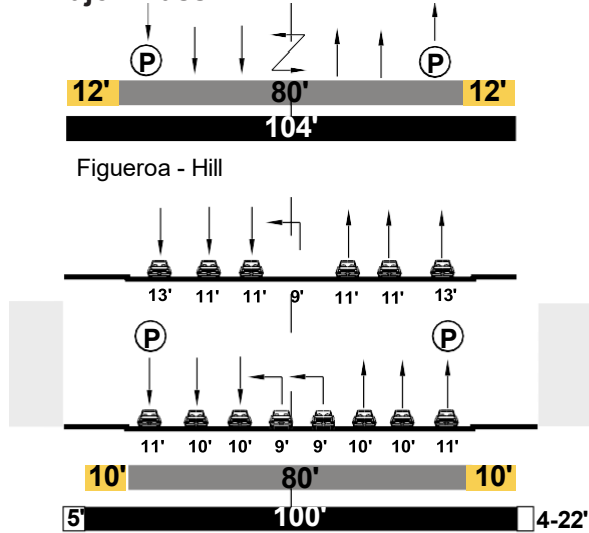 P P
12' 80' 12'
104'
Figueroa - Hill
13' 11' 11' 9' 11' 11' 13'
P P
11' 10' 10' 9' 9' 10' 10' 11'
10' 80' 10'
5' 100' 4-22'